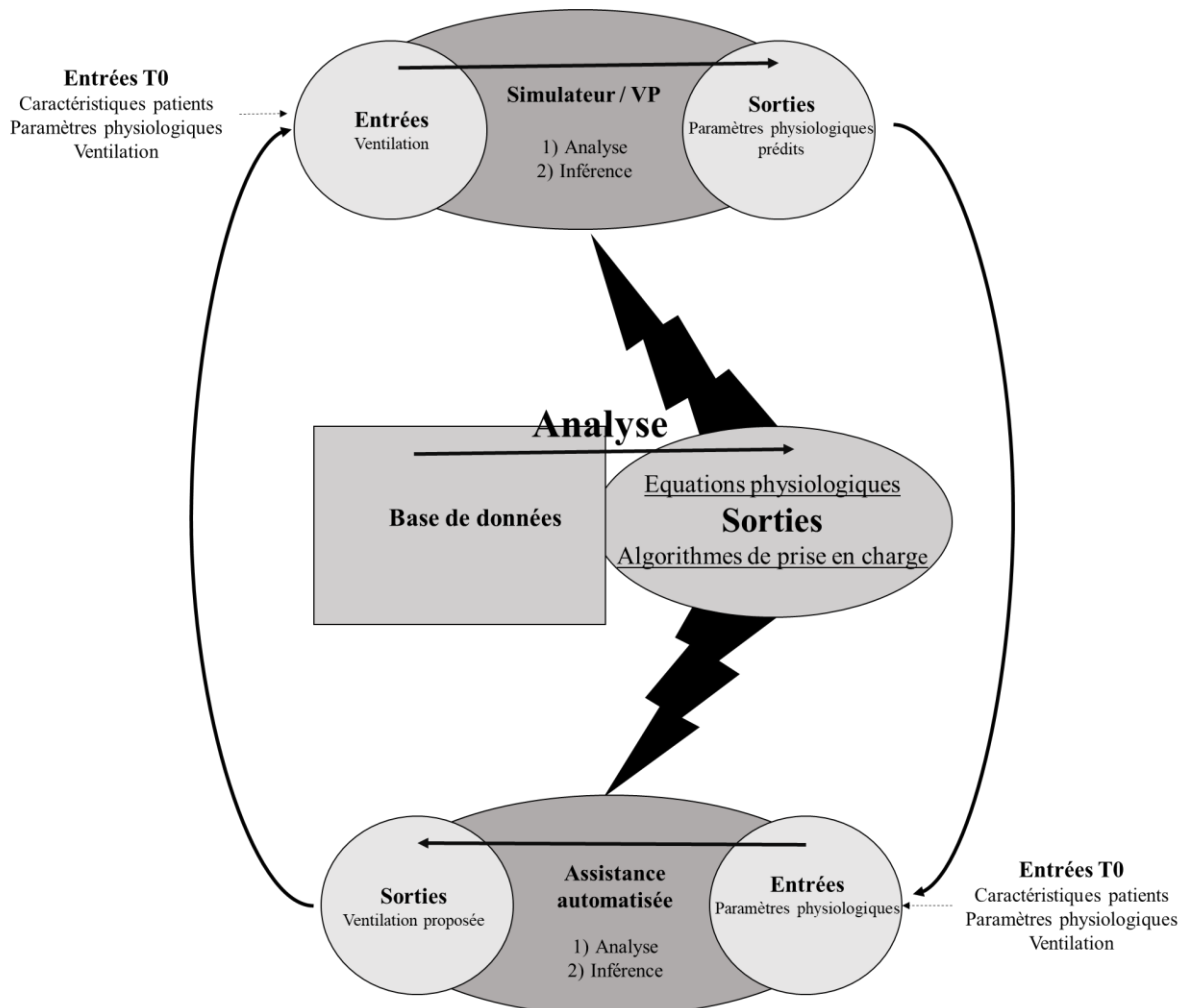 Entrées T0
Caractéristiques patients
Paramètres physiologiques
Ventilation
Entrées
Ventilation
Simulateur / VP
1) Analyse
2) Inférence
Sorties
Paramètres physiologiques
prédits
Analyse
Base de données
Equations physiologiques
Sorties
Algorithmes de prise en charge
Sorties
Ventilation proposée
Assistance
automatisée
1) Analyse
2) Inférence
Entrées
Paramètres physiologiques
Entrées T0
Caractéristiques patients
Paramètres physiologiques
Ventilation